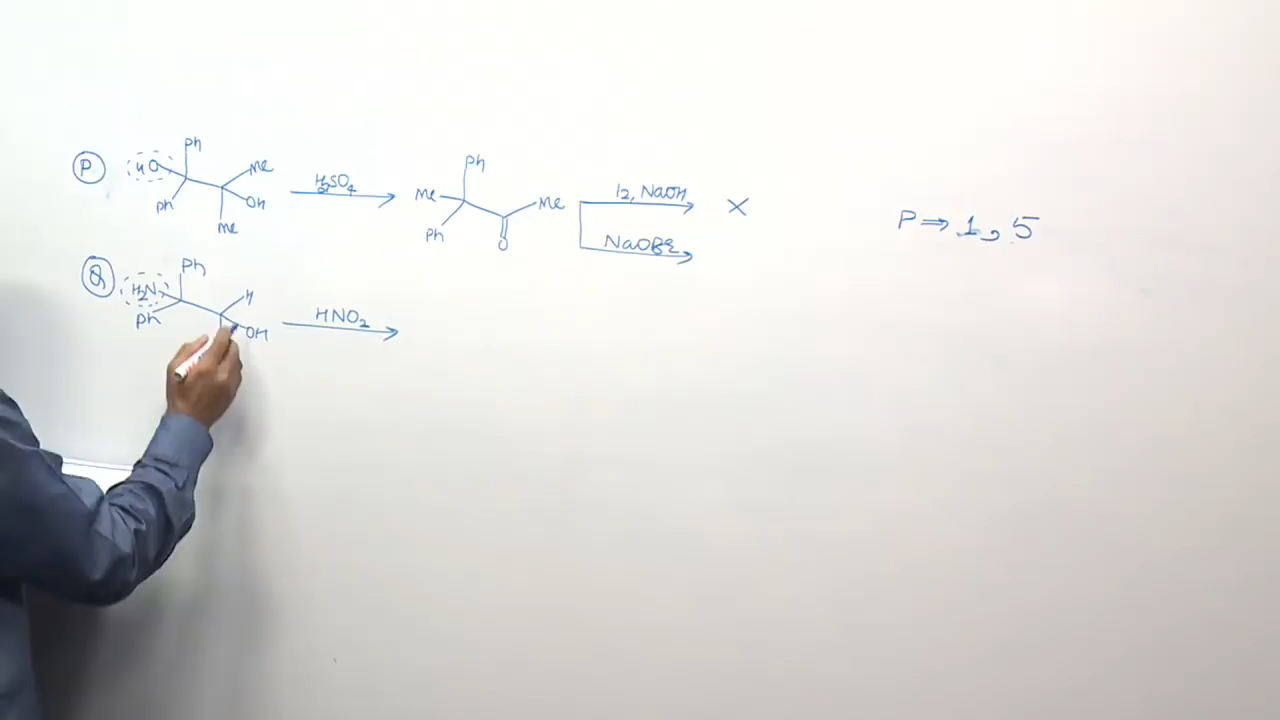 P HO Ph Ph Me OH Me H₂SO₄ Me Ph Ph Me O I₂, NaOH X P ⇒ 1, 5
NaOBr
Q H₂N Ph Ph H OH HNO₂